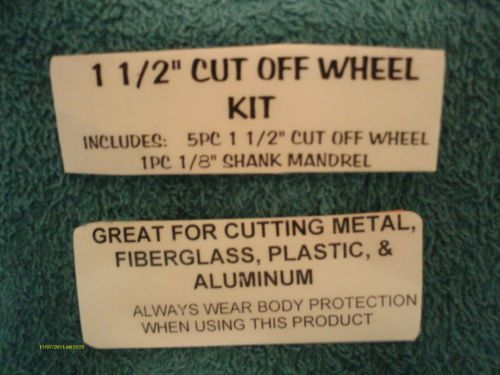 1 1/2" CUT OFF WHEEL
KIT
INCLUDES: 5PC 1 1/2" CUT OFF WHEEL
1PC 1/8" SHANK MANDREL
GREAT FOR CUTTING METAL,
FIBERGLASS, PLASTIC, &
ALUMINUM
ALWAYS WEAR BODY PROTECTION
WHEN USING THIS PRODUCT